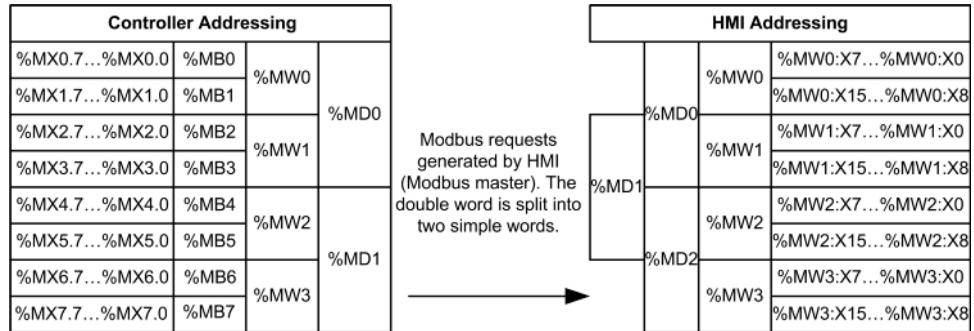 Controller Addressing
%MX0.7...%MX0.0 %MB0 %MW0 %MD0
%MX1.7...%MX1.0 %MB1
%MX2.7...%MX2.0 %MB2 %MW1
%MX3.7...%MX3.0 %MB3
%MX4.7...%MX4.0 %MB4 %MW2 %MD1
%MX5.7...%MX5.0 %MB5
%MX6.7...%MX6.0 %MB6 %MW3
%MX7.7...%MX7.0 %MB7
Modbus requests
generated by HMI
(Modbus master). The
double word is split into
two simple words.
HMI Addressing
%MD0 %MW0 %MW0:X7...%MW0:X0
%MW0:X15...%MW0:X8
%MD1 %MW1 %MW1:X7...%MW1:X0
%MW1:X15...%MW1:X8
%MD2 %MW2 %MW2:X7...%MW2:X0
%MW2:X15...%MW2:X8
%MW3 %MW3:X7...%MW3:X0
%MW3:X15...%MW3:X8